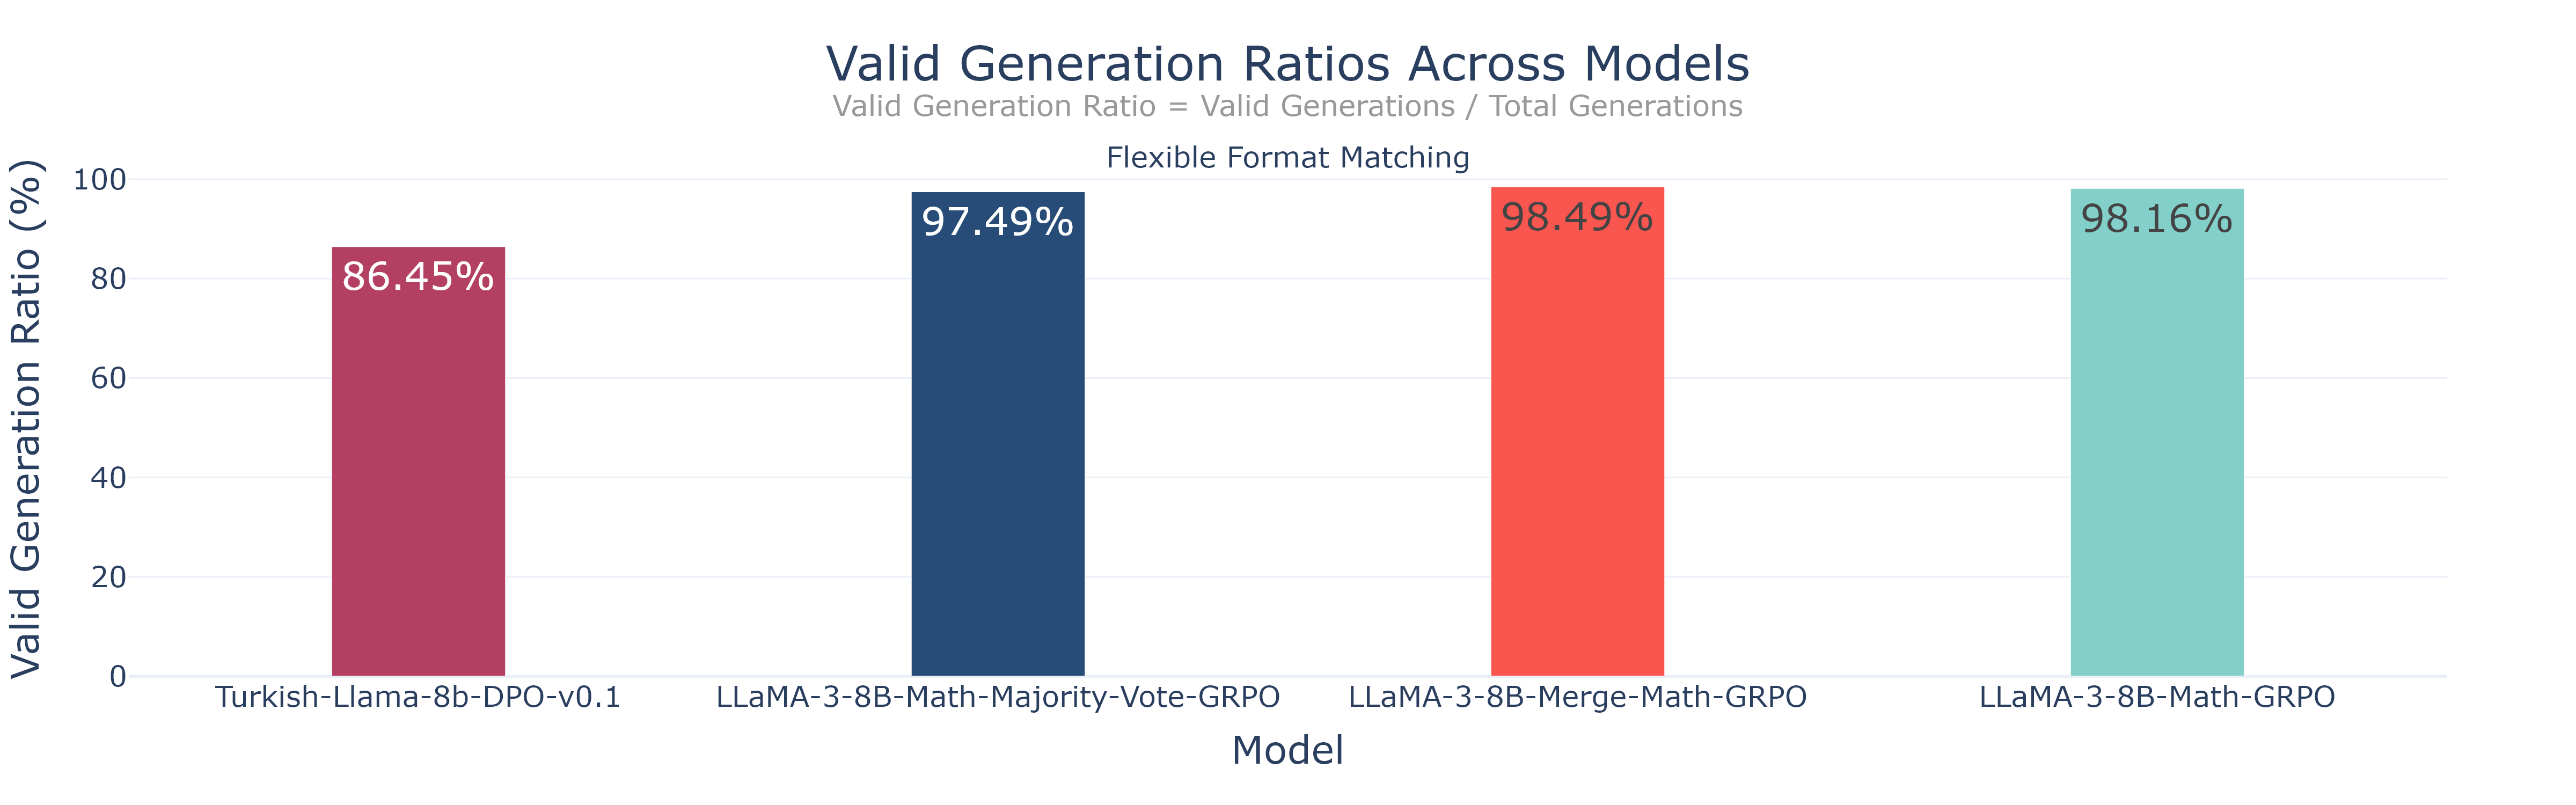 Valid Generation Ratios Across Models
Valid Generation Ratio = Valid Generations / Total Generations
Flexible Format Matching
Valid Generation Ratio (%)
100
80
60
40
20
0
86.45%
97.49%
98.49%
98.16%
Turkish-Llama-8b-DPO-v0.1
LLaMA-3-8B-Math-Majority-Vote-GRPO
LLaMA-3-8B-Merge-Math-GRPO
LLaMA-3-8B-Math-GRPO
Model